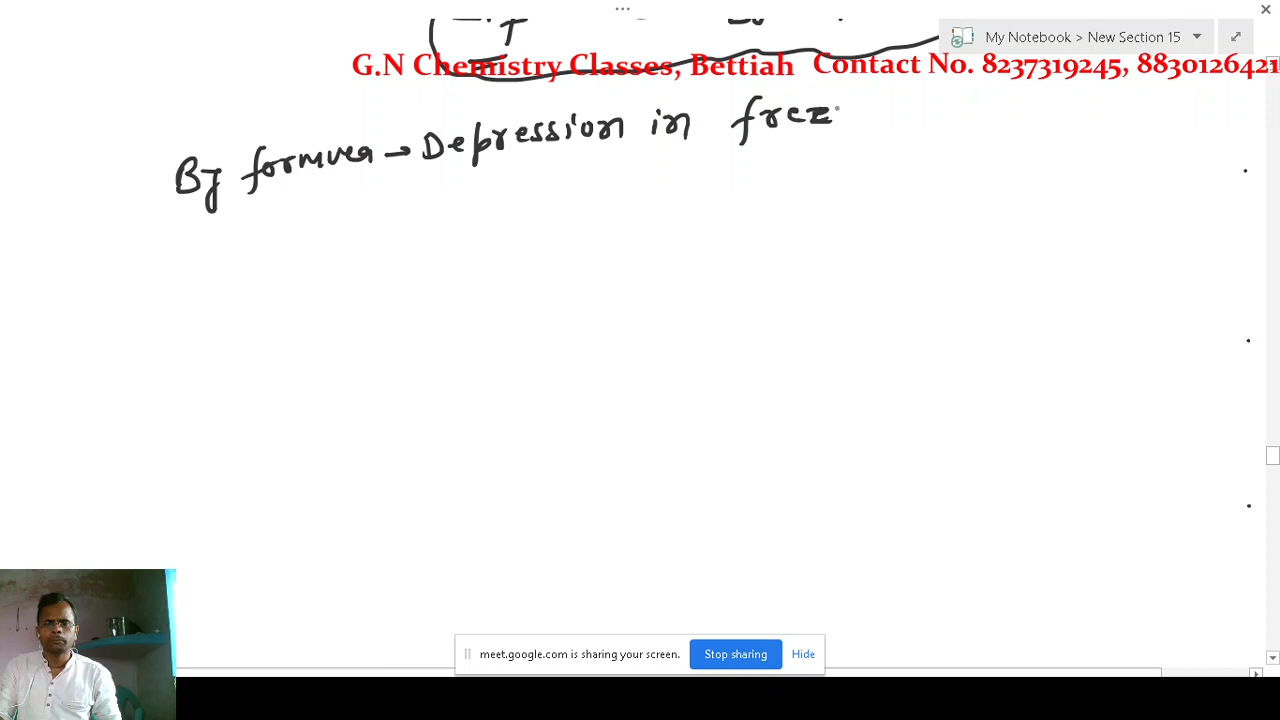 My Notebook > New Section 15
G.N Chemistry Classes, Bettiah Contact No. 8237319245, 8830126421
By formula → Depression in frez
meet.google.com is sharing your screen. Stop sharing Hide